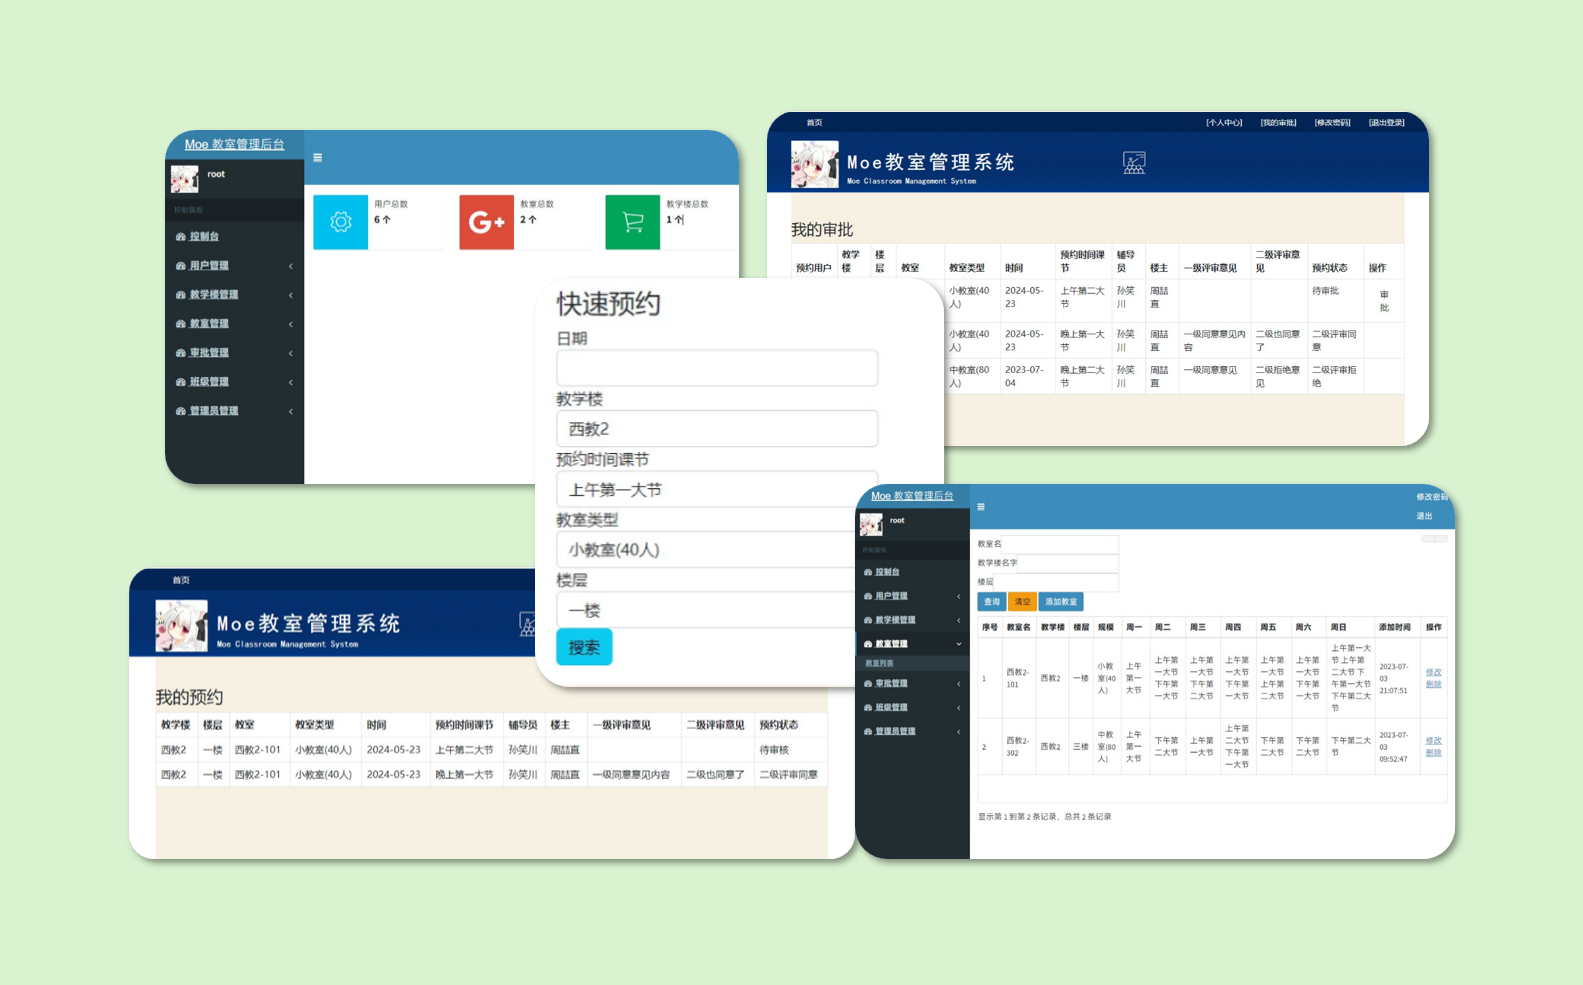 Moe 教室管理后台
root
控制面板
控制台
用户管理
教学楼管理
教室管理
审批管理
班级管理
管理员管理
用户总数
6 个
G+
教室总数
2 个
教学楼总数
1 个
首页
[个人中心] [我的审批] [修改密码] [退出登录]
Moe教室管理系统
Moe Classroom Management System
我的审批
预约用户 教学楼 楼层 教室 教室类型 时间 预约时间课节 辅导员 楼主 一级评审意见 二级评审意见 预约状态 操作
小教室(40人) 2024-05-23 上午第二大节 孙笑川 周喆直 待审批 审批
小教室(40人) 2024-05-23 晚上第一大节 孙笑川 周喆直 一级同意意见内容 二级也同意了 二级评审同意
中教室(80人) 2023-07-04 晚上第二大节 孙笑川 周喆直 一级同意意见 二级拒绝意见 二级评审拒绝
快速预约
日期
教学楼
西教2
预约时间课节
上午第一大节
教室类型
小教室(40人)
楼层
一楼
搜索
首页
Moe教室管理系统
Moe Classroom Management System
我的预约
教学楼 楼层 教室 教室类型 时间 预约时间课节 辅导员 楼主 一级评审意见 二级评审意见 预约状态
西教2 一楼 西教2-101 小教室(40人) 2024-05-23 上午第二大节 孙笑川 周喆直 待审核
西教2 一楼 西教2-101 小教室(40人) 2024-05-23 晚上第一大节 孙笑川 周喆直 一级同意意见内容 二级也同意了 二级评审同意
Moe 教室管理后台
修改密码
退出
root
控制面板
控制台
用户管理
教学楼管理
教室管理
教室列表
审批管理
班级管理
管理员管理
教室名
教学楼名字
楼层
查询 清空 添加教室
序号 教室名 教学楼 楼层 规模 周一 周二 周三 周四 周五 周六 周日 添加时间 操作
1 西教2-101 西教2 一楼 小教室(40人) 上午第一大节 上午第一大节 下午第一大节 上午第一大节 下午第二大节 上午第一大节 下午第一大节 上午第一大节 上午第二大节 上午第一大节 下午第一大节 上午第一大节 上午第二大节 下午第一大节 下午第二大节 2023-07-03 21:07:51 修改 删除
2 西教2-302 西教2 三楼 中教室(80人) 上午第一大节 下午第二大节 上午第一大节 上午第二大节 下午第一大节 下午第二大节 下午第二大节 下午第二大节 2023-07-03 09:52:47 修改 删除
显示第 1 到第 2 条记录，总共 2 条记录